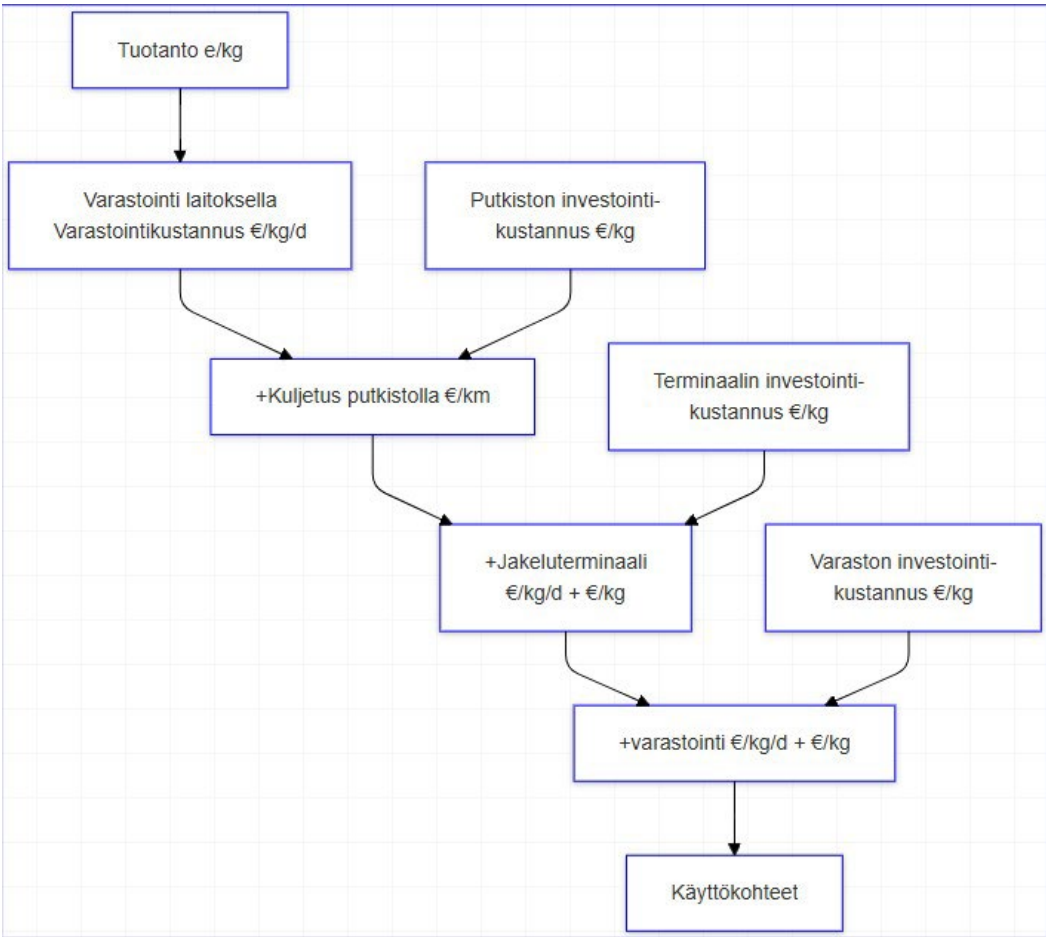 Tuotanto e/kg
Varastointi laitoksella
Varastointikustannus €/kg/d
Putkiston investointi-
kustannus €/kg
+Kuljetus putkistolla €/km
Terminaalin investointi-
kustannus €/kg
+Jakeluterminaali
€/kg/d + €/kg
Varaston investointi-
kustannus €/kg
+varastointi €/kg/d + €/kg
Käyttökohteet